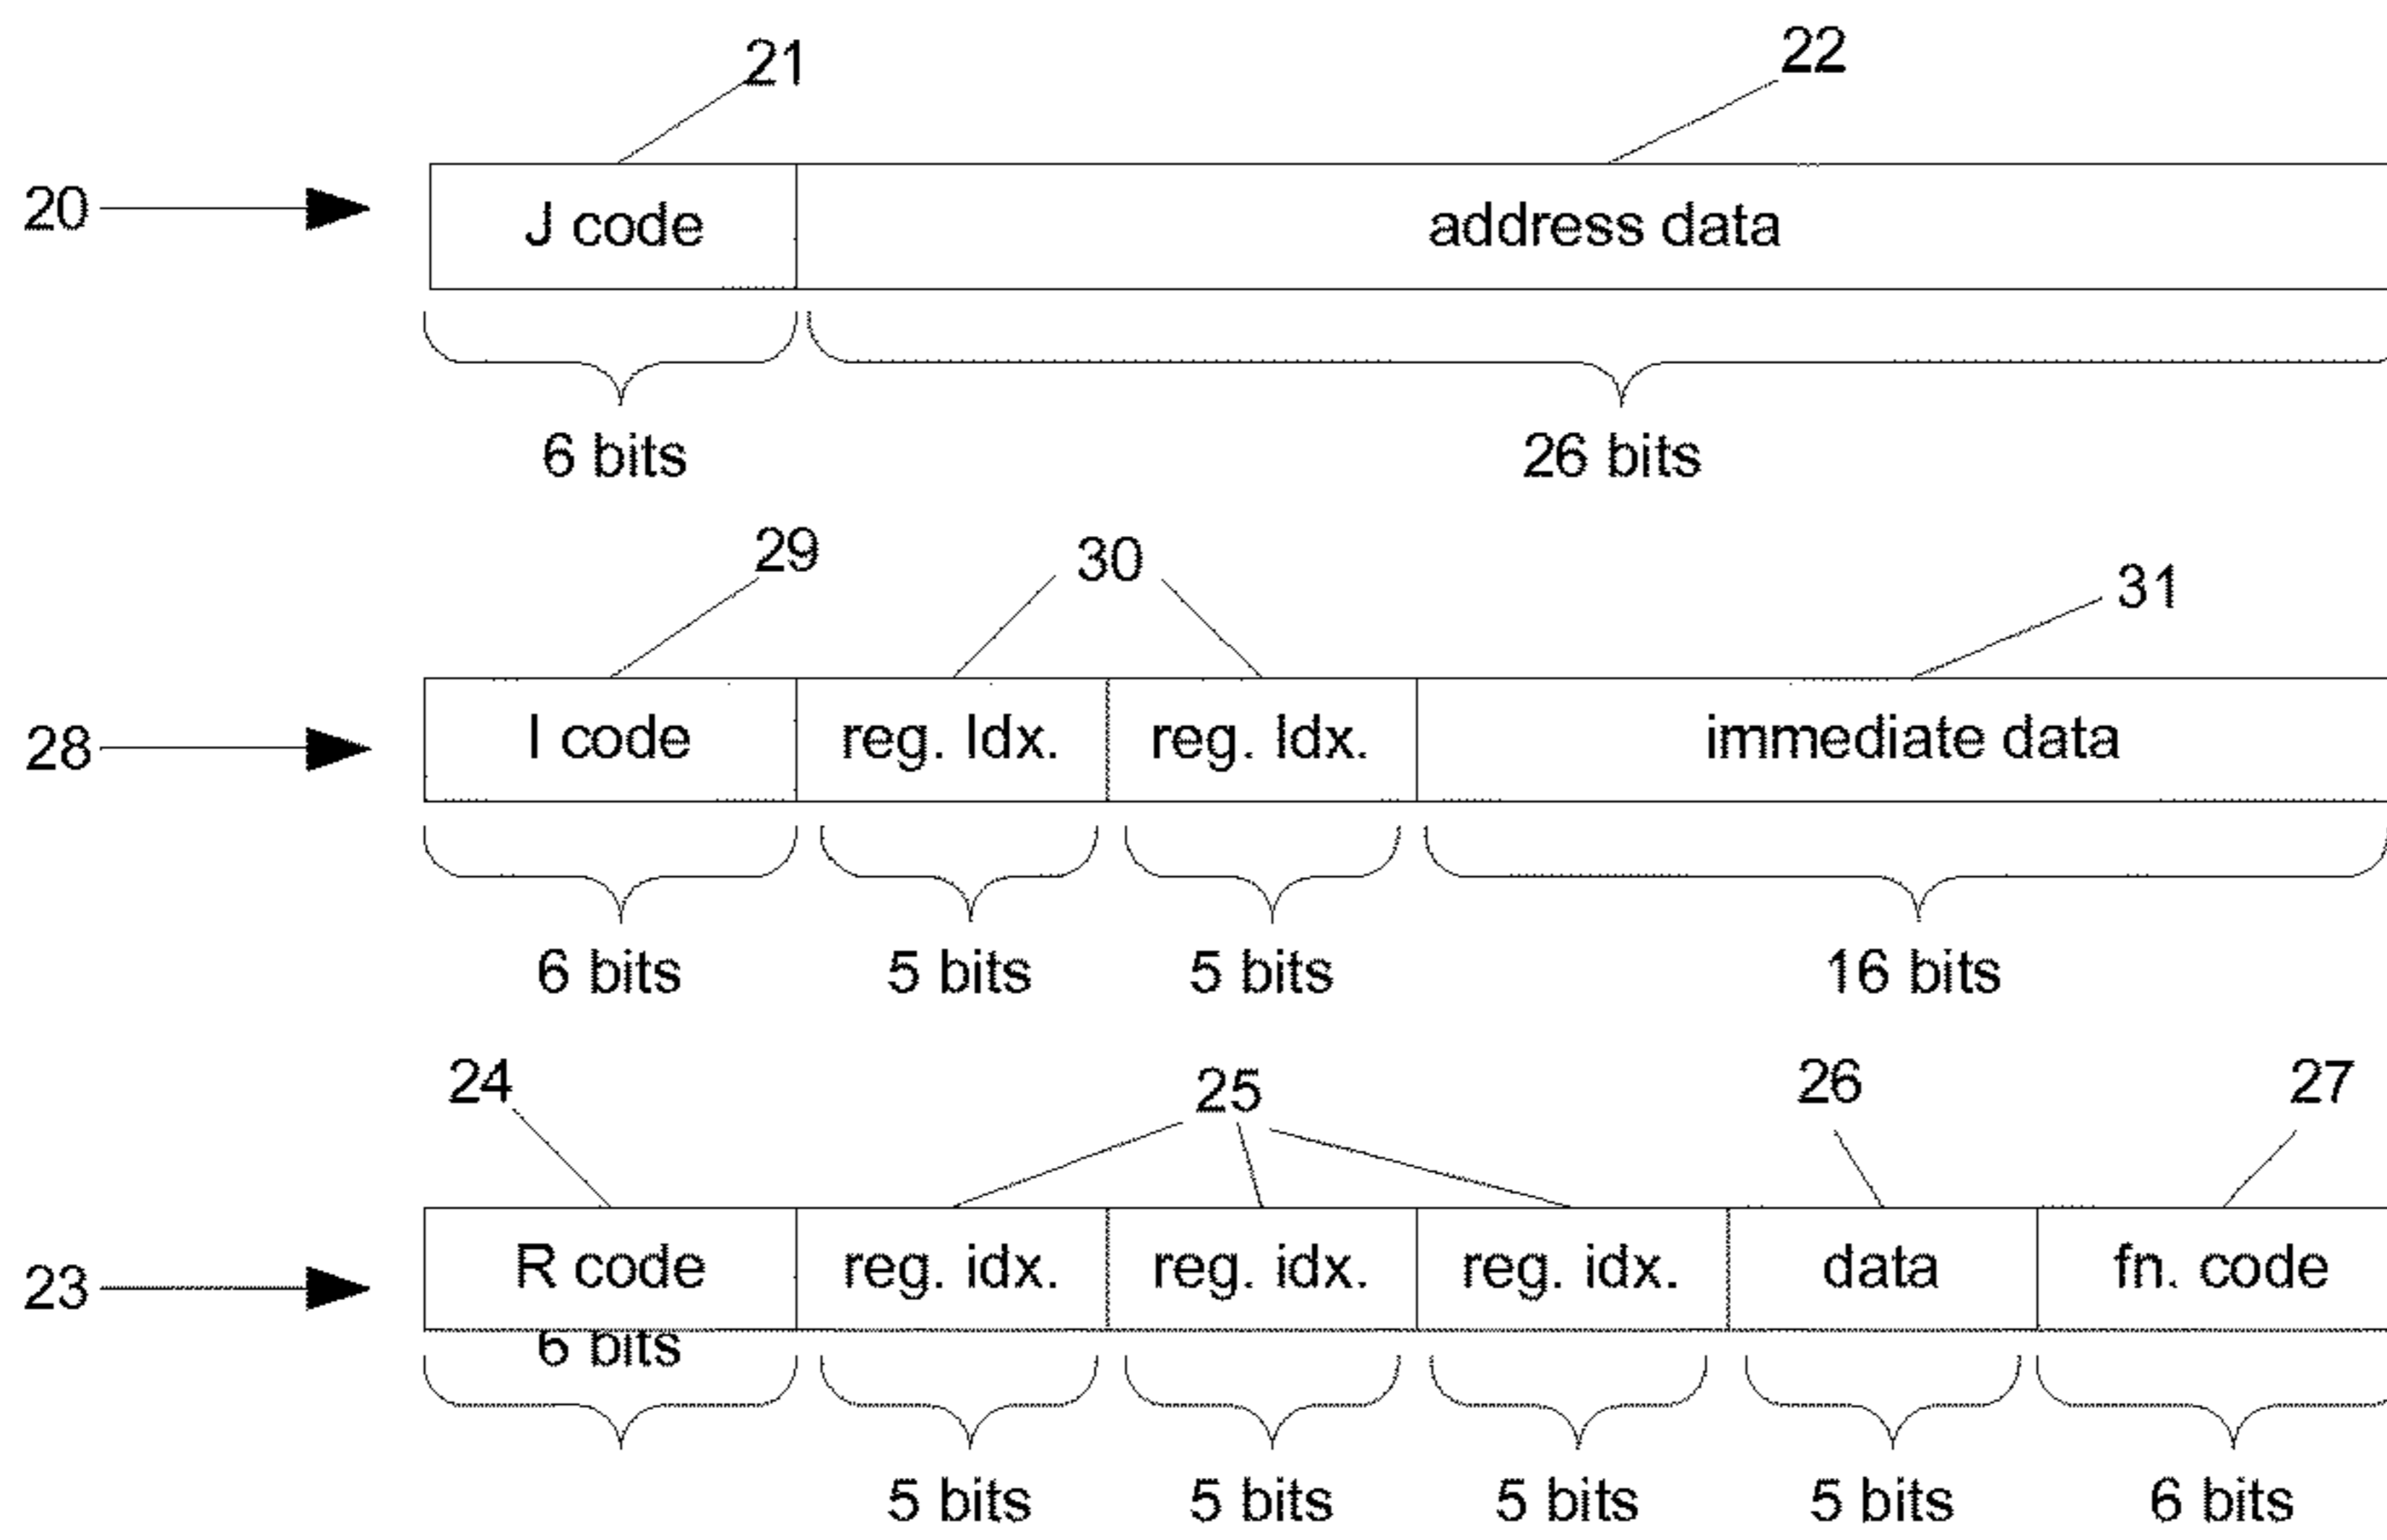 21 22
20 J code address data
6 bits 26 bits
29 30 31
28 I code reg. Idx. reg. Idx. immediate data
6 bits 5 bits 5 bits 16 bits
24 25 26 27
23 R code reg. idx. reg. idx. reg. idx. data fn. code
6 bits
5 bits 5 bits 5 bits 5 bits 6 bits